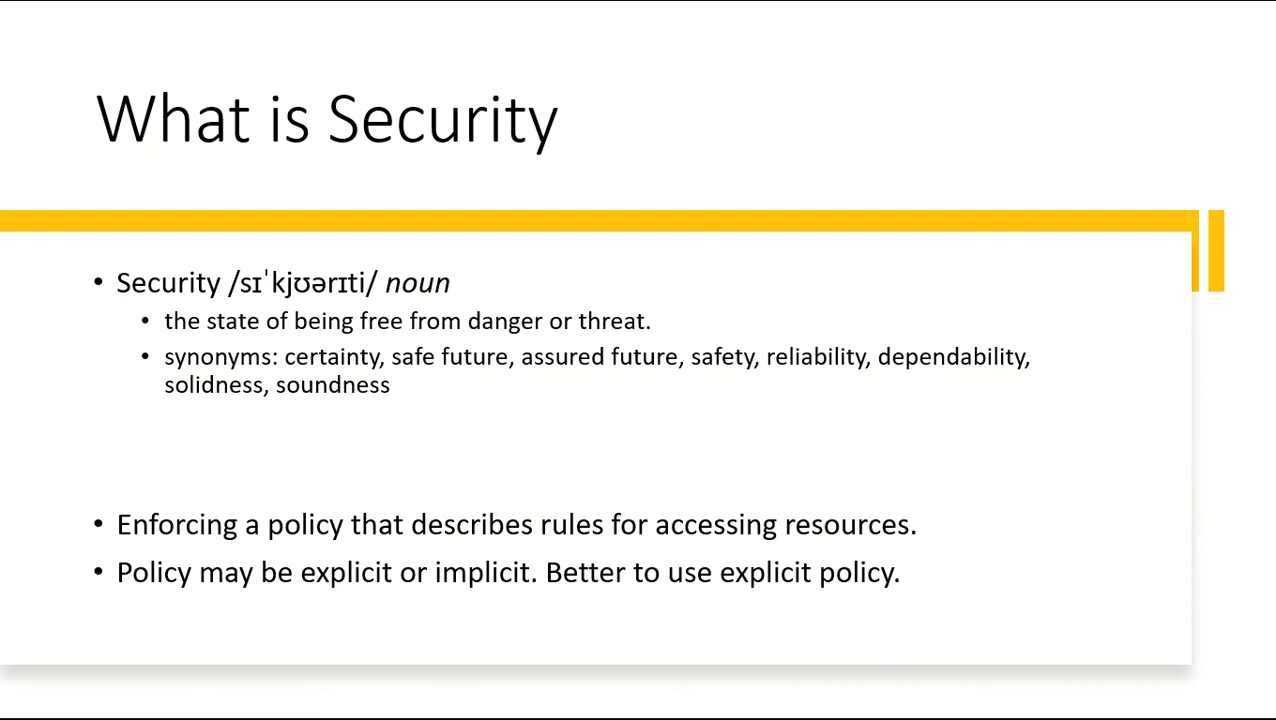 What is Security
• Security /sɪˈkjʊərɪti/ noun
• the state of being free from danger or threat.
• synonyms: certainty, safe future, assured future, safety, reliability, dependability,
solidness, soundness
• Enforcing a policy that describes rules for accessing resources.
• Policy may be explicit or implicit. Better to use explicit policy.